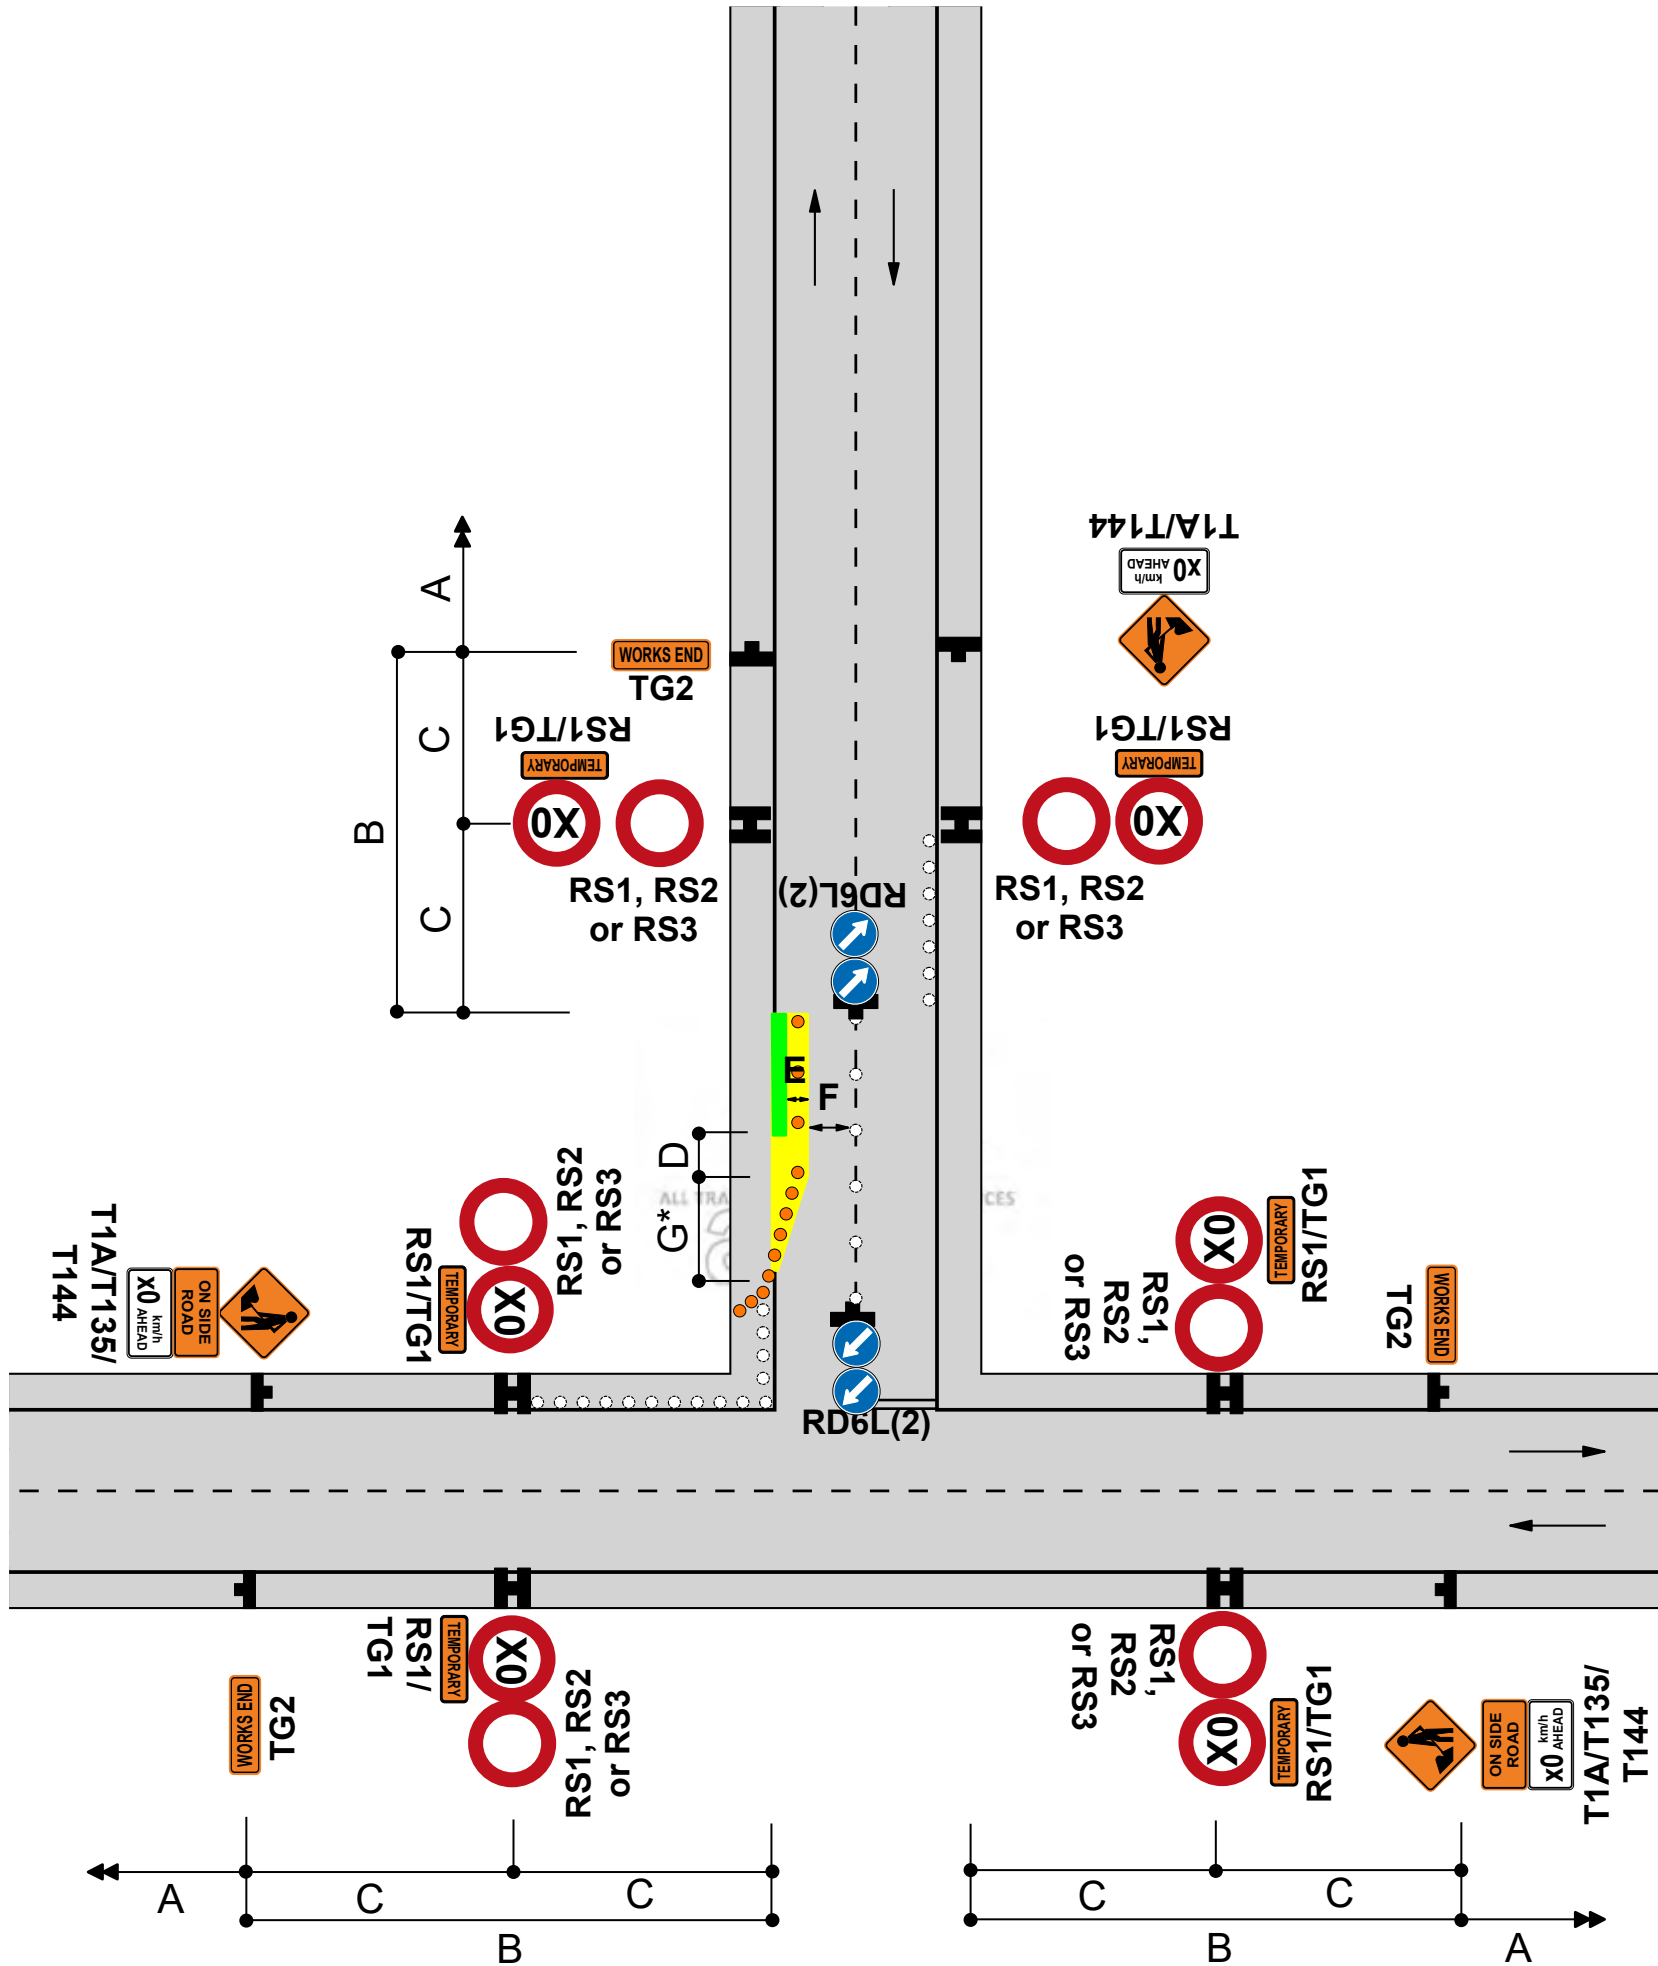 T1A/T144
x0 km/h
AHEAD
A
WORKS END
TG2
C
RS1/TG1
TEMPORARY
X0
RS1/TG1
TEMPORARY
X0
B
RS1, RS2
or RS3
RD6L(2)
RS1, RS2
or RS3
C
E
F
D
G*
ALL TRA
CES
T1A/T135/
T144
x0 km/h
AHEAD
ON SIDE
ROAD
RS1/TG1
TEMPORARY
X0
RS1, RS2
or RS3
RD6L(2)
RS1,
RS2
or RS3
X0
TEMPORARY
RS1/TG1
TG2
WORKS END
WORKS END
TG2
RS1/
TG1
TEMPORARY
X0
RS1, RS2
or RS3
RS1,
RS2
or RS3
X0
TEMPORARY
RS1/TG1
ON SIDE
ROAD
x0 km/h
AHEAD
T1A/T135/
T144
A
C
C
B
C
C
B
A